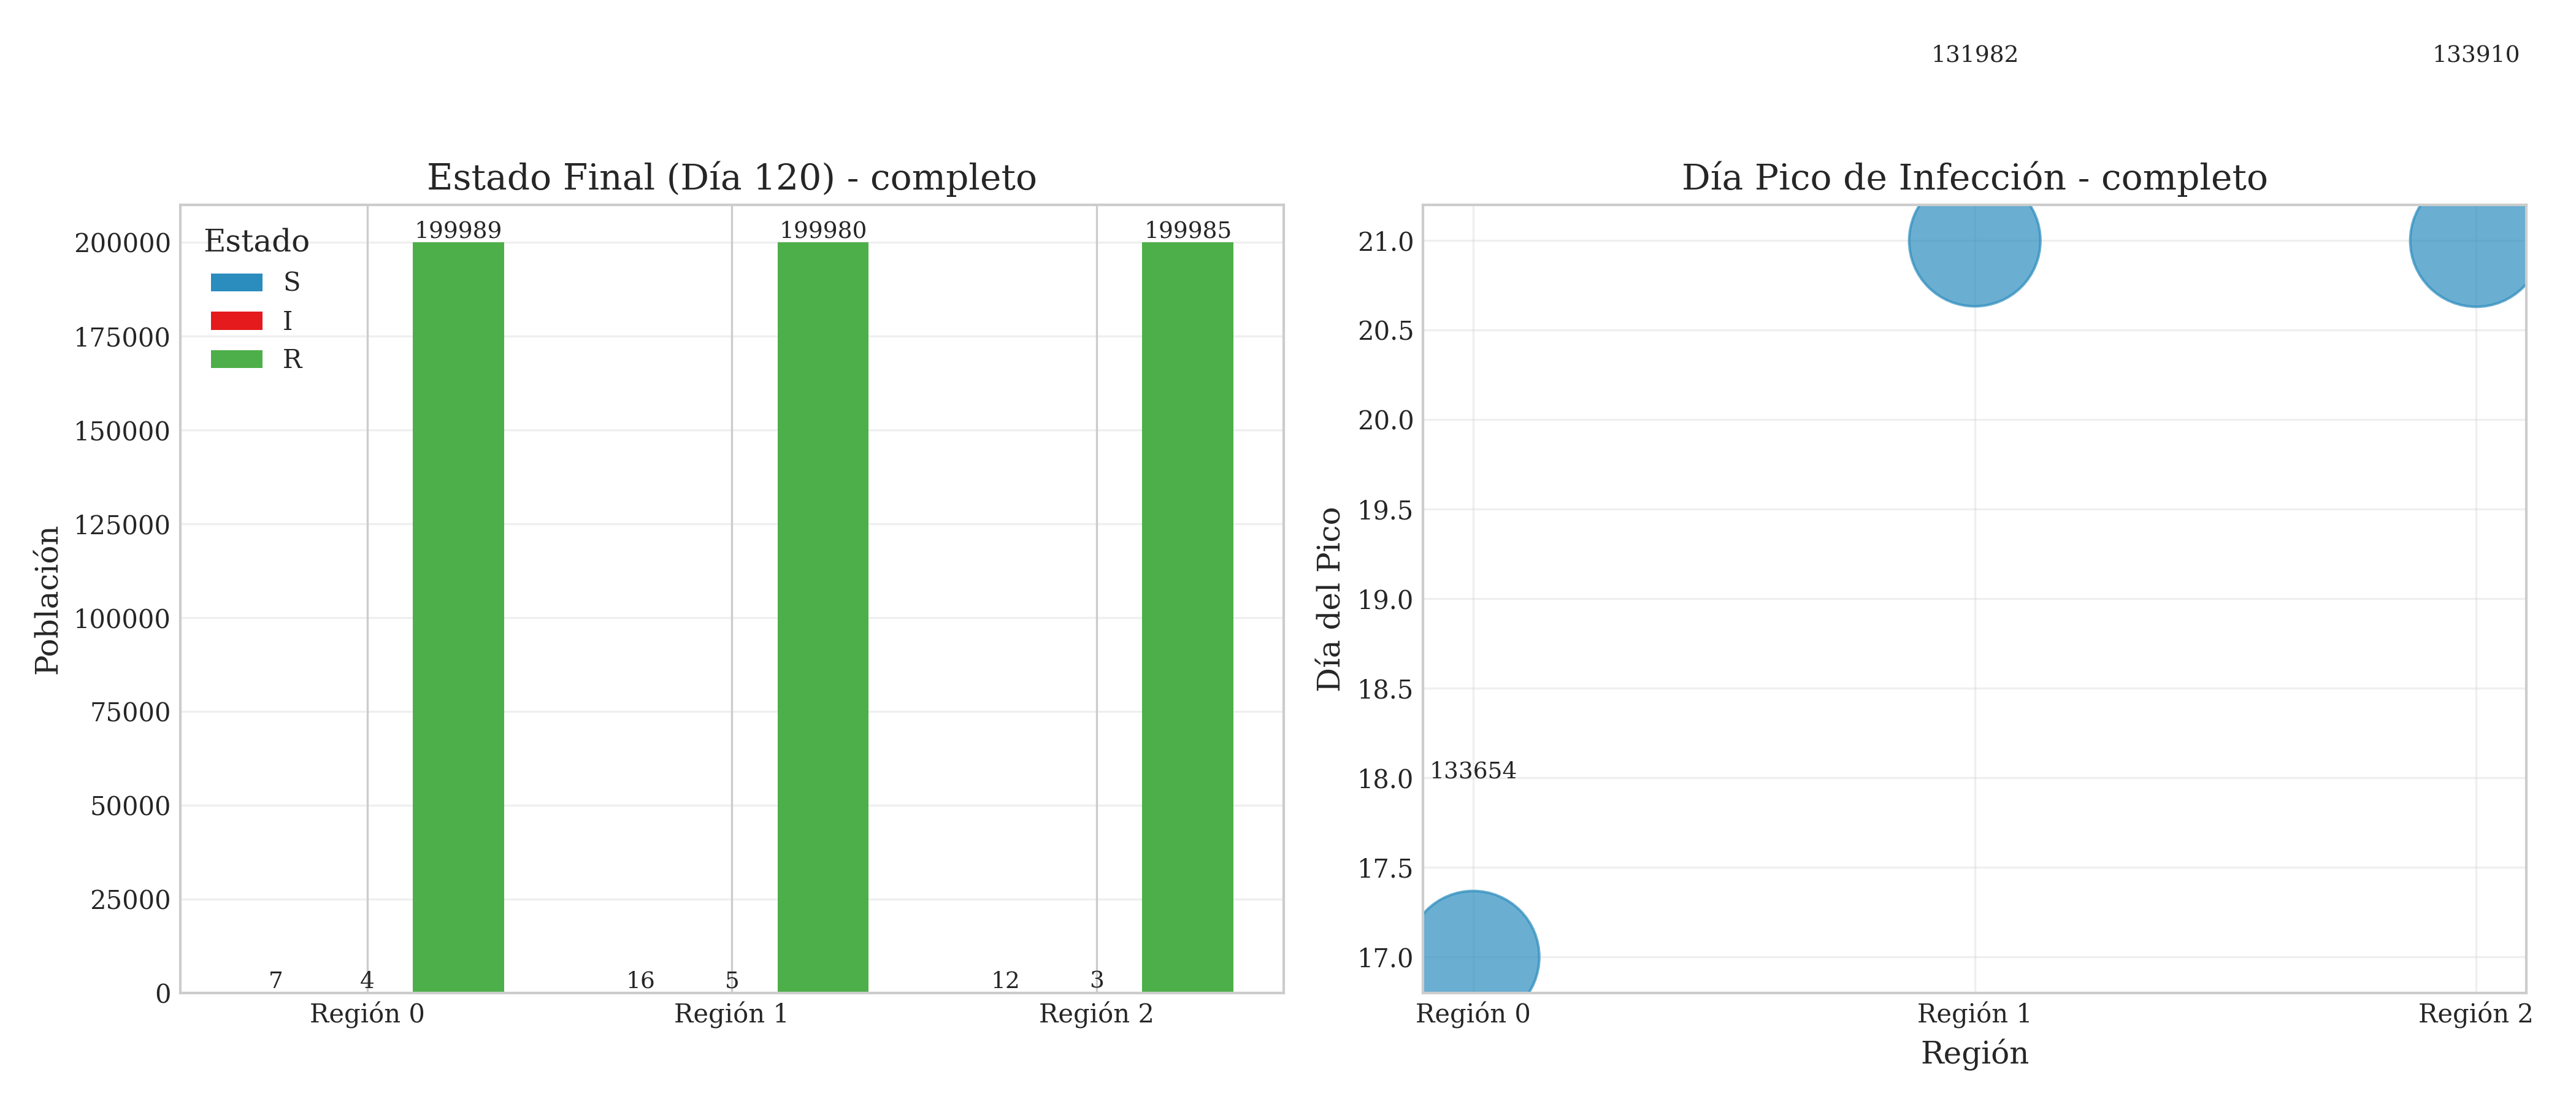 131982
133910
Estado Final (Día 120) - completo
Día Pico de Infección - completo
Población
200000
175000
150000
125000
100000
75000
50000
25000
0
Estado
S
I
R
199989
199980
199985
7
4
16
5
12
3
Región 0
Región 1
Región 2
Día del Pico
21.0
20.5
20.0
19.5
19.0
18.5
18.0
17.5
17.0
133654
Región 0
Región 1
Región 2
Región